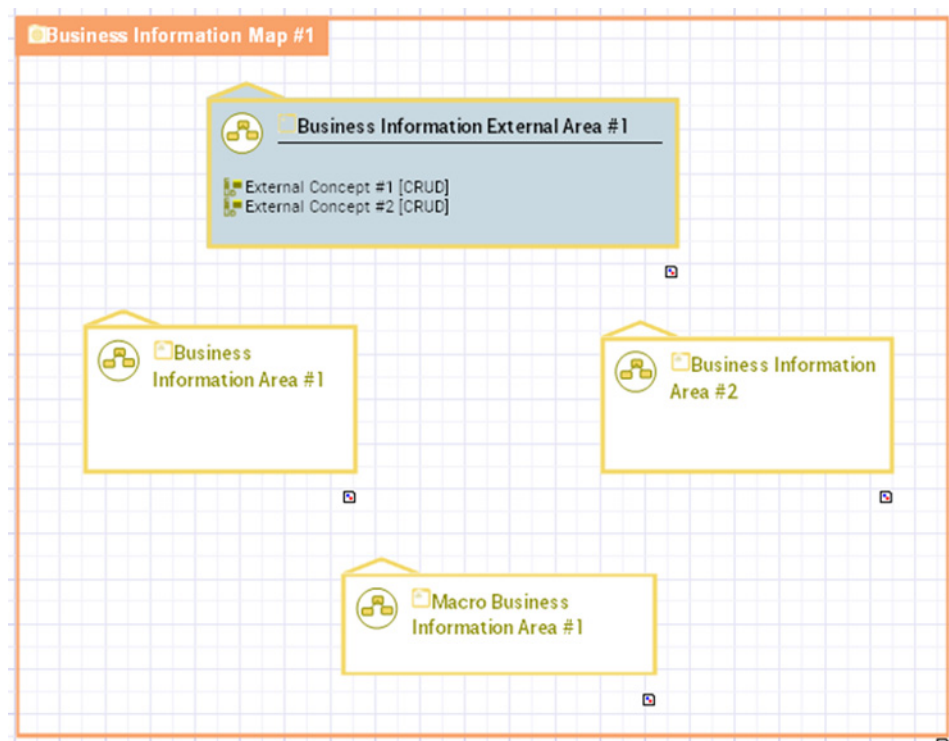 Business Information Map #1
Business Information External Area #1
External Concept #1 [CRUD]
External Concept #2 [CRUD]
Business
Information Area #1
Business Information
Area #2
Macro Business
Information Area #1